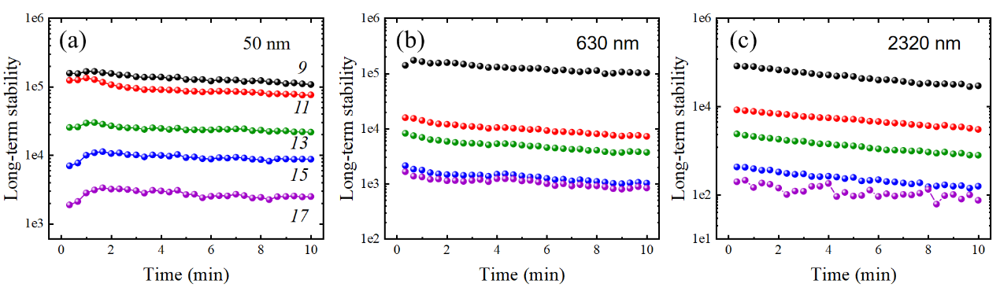 (a)
50 nm
Long-term stability
1e6
1e5
1e4
1e3
9
11
13
15
17
0 2 4 6 8 10
Time (min)
(b)
630 nm
Long-term stability
1e6
1e5
1e4
1e3
1e2
0 2 4 6 8 10
Time (min)
(c)
2320 nm
Long-term stability
1e6
1e4
1e2
1e1
0 2 4 6 8 10
Time (min)